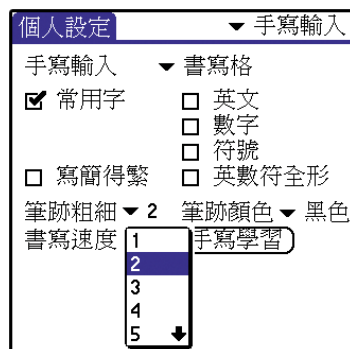 個人設定 手寫輸入
手寫輸入 書寫格
常用字 英文
數字
符號
寫簡得繁 英數符全形
筆跡粗細 2 筆跡顏色 黑色
書寫速度 1 手寫學習
2
3
4
5